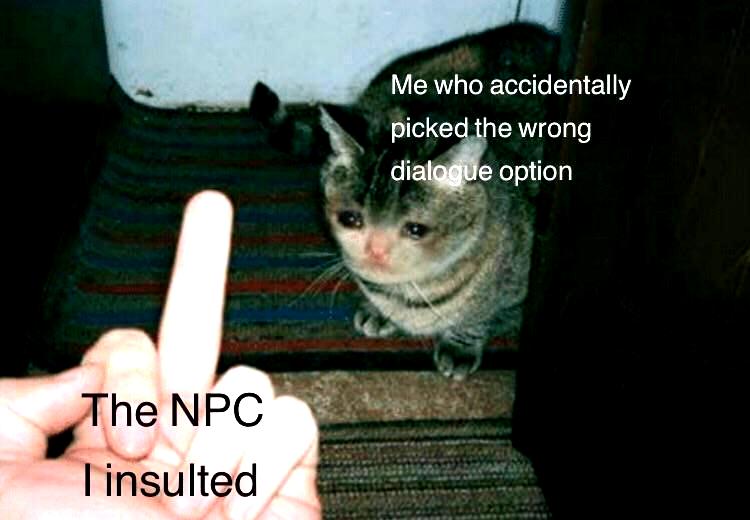 Me who accidentally
picked the wrong
dialogue option
The NPC
I insulted